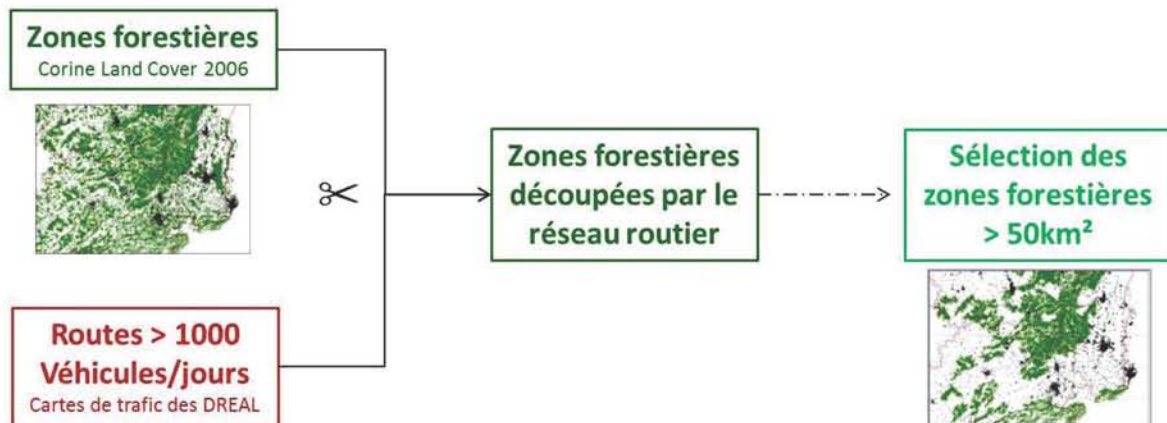 Zones forestières
Corine Land Cover 2006
Zones forestières
découpées par le
réseau routier
Sélection des
zones forestières
> 50km²
Routes > 1000
Véhicules/jours
Cartes de trafic des DREAL